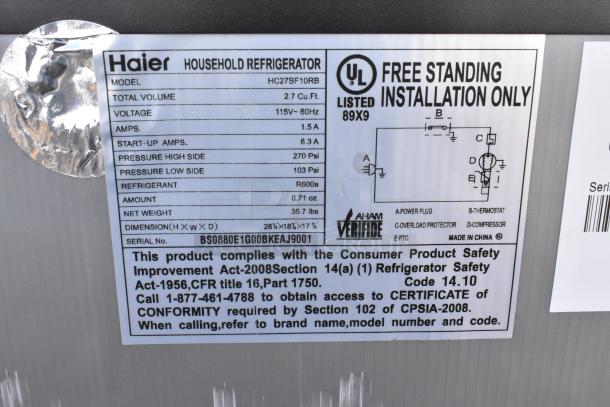 Haier HOUSEHOLD REFRIGERATOR
MODEL HC27SF10RB
TOTAL VOLUME 2.7 Cu.Ft.
VOLTAGE 115V~ 60Hz
AMPS. 1.5 A
START-UP AMPS. 6.3 A
PRESSURE HIGH SIDE 270 Psi
PRESSURE LOW SIDE 103 Psi
REFRIGERANT R600a
AMOUNT 0.71 oz.
NET WEIGHT 35.7 lbs
DIMENSION(H×W×D)
SERIAL No. BS0880E1G00BKEAJ9001
UL
LISTED
89X9
FREE STANDING
INSTALLATION ONLY
B
C
A
D
E
AHAM
VERIFIDE
A-POWER PLUG B-THERMOSTAT
C-OVERLOAD PROTECTOR D-COMPRESSOR
E-PTC MADE IN CHINA
This product complies with the Consumer Product Safety
Improvement Act-2008Section 14(a) (1) Refrigerator Safety
Act-1956,CFR title 16,Part 1750. Code 14.10
Call 1-877-461-4788 to obtain access to CERTIFICATE of
CONFORMITY required by Section 102 of CPSIA-2008.
When calling,refer to brand name,model number and code.